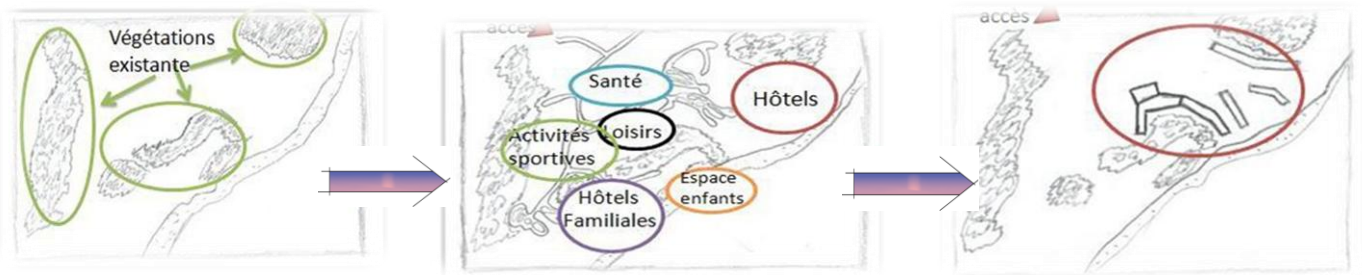 Végétations
existante
accès
Santé
Hôtels
Loisirs
Activités
sportives
Espace
enfants
Hôtels
Familiales
accès